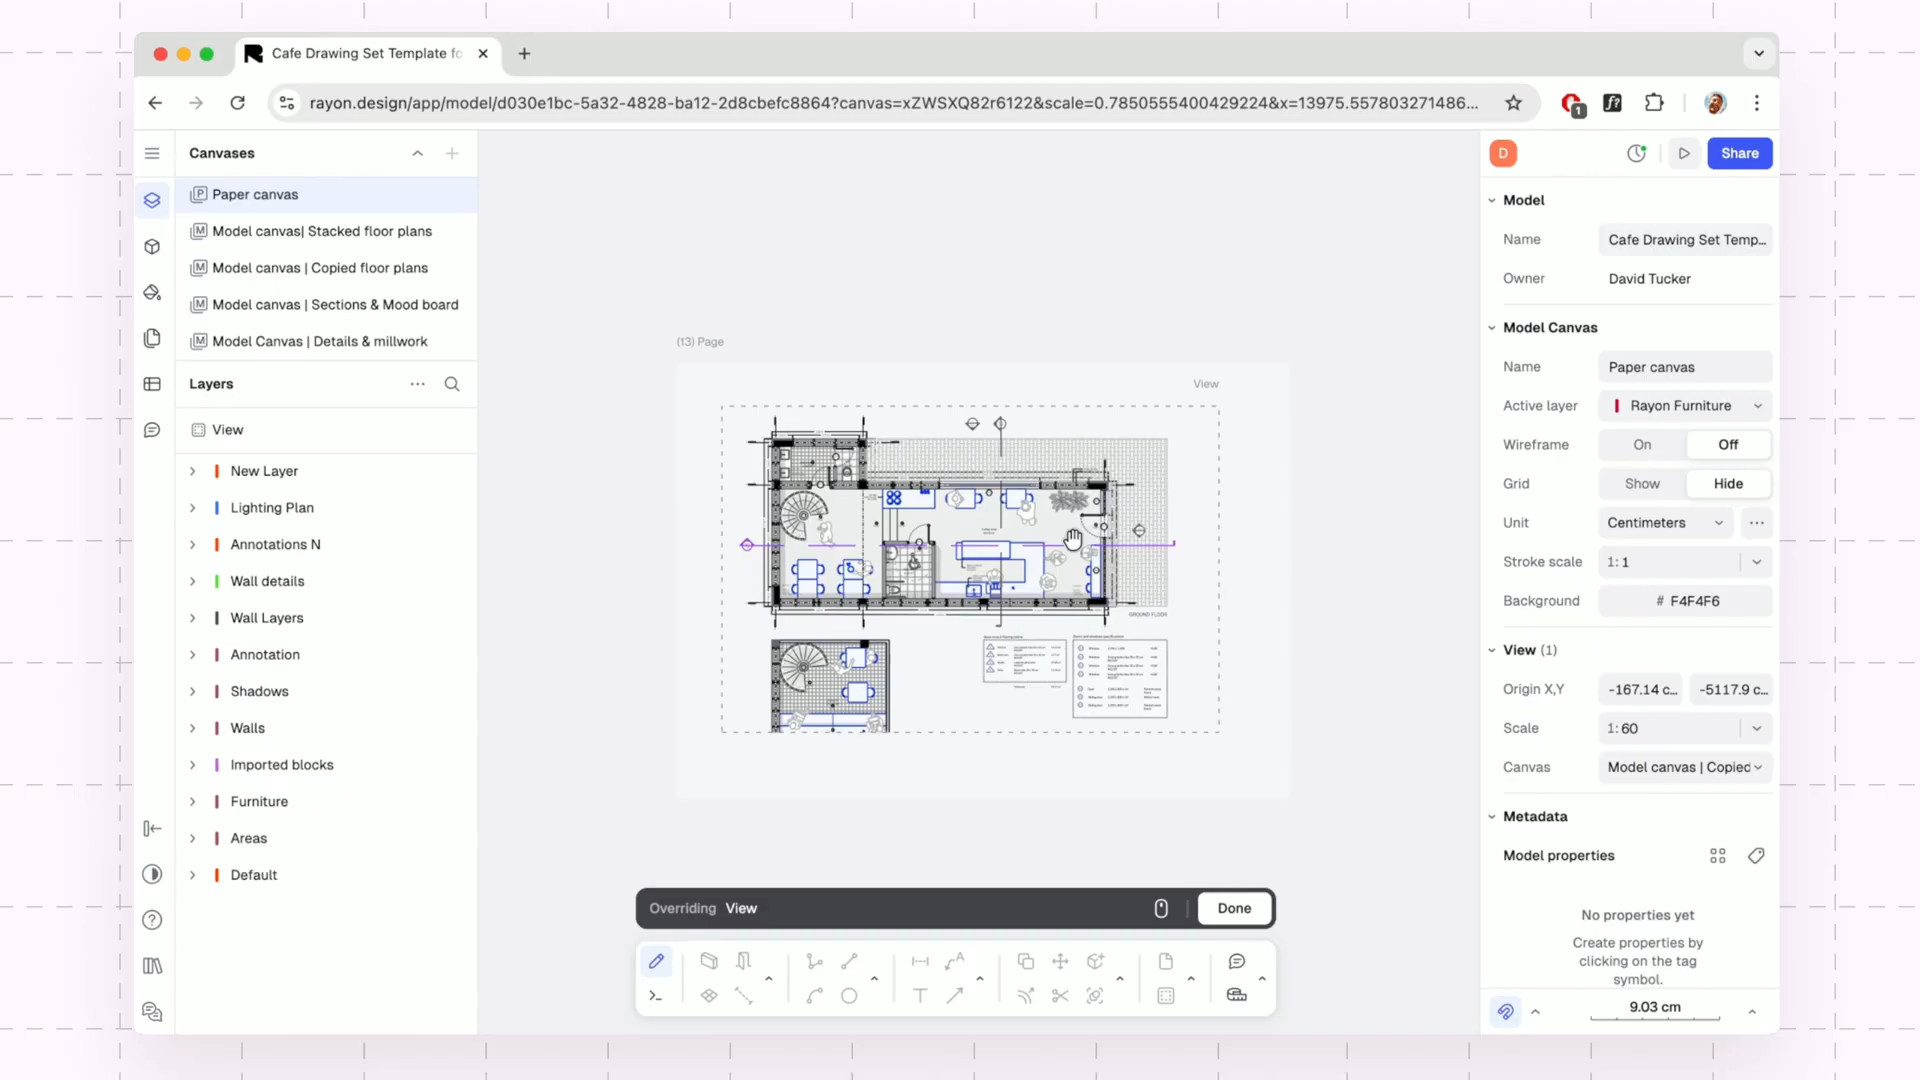 Cafe Drawing Set Template fo
rayon.design/app/model/d030e1bc-5a32-4828-ba12-2d8cbefc8864?canvas=xZWSXQ82r6122&scale=0.7850555400429224&x=13975.557803271486...
1
Canvases
Paper canvas
Model canvas| Stacked floor plans
Model canvas | Copied floor plans
Model canvas | Sections & Mood board
Model Canvas | Details & millwork
Layers
View
New Layer
Lighting Plan
Annotations N
Wall details
Wall Layers
Annotation
Shadows
Walls
Imported blocks
Furniture
Areas
Default
(13) Page
View
GROUND FLOOR
Overriding View
Done
D
Share
Model
Name
Cafe Drawing Set Temp...
Owner
David Tucker
Model Canvas
Name
Paper canvas
Active layer
Rayon Furniture
Wireframe
On
Off
Grid
Show
Hide
Unit
Centimeters
Stroke scale
1: 1
Background
# F4F4F6
View (1)
Origin X,Y
-167.14 c...
-5117.9 c...
Scale
1: 60
Canvas
Model canvas | Copied
Metadata
Model properties
No properties yet
Create properties by
clicking on the tag
symbol.
9.03 cm